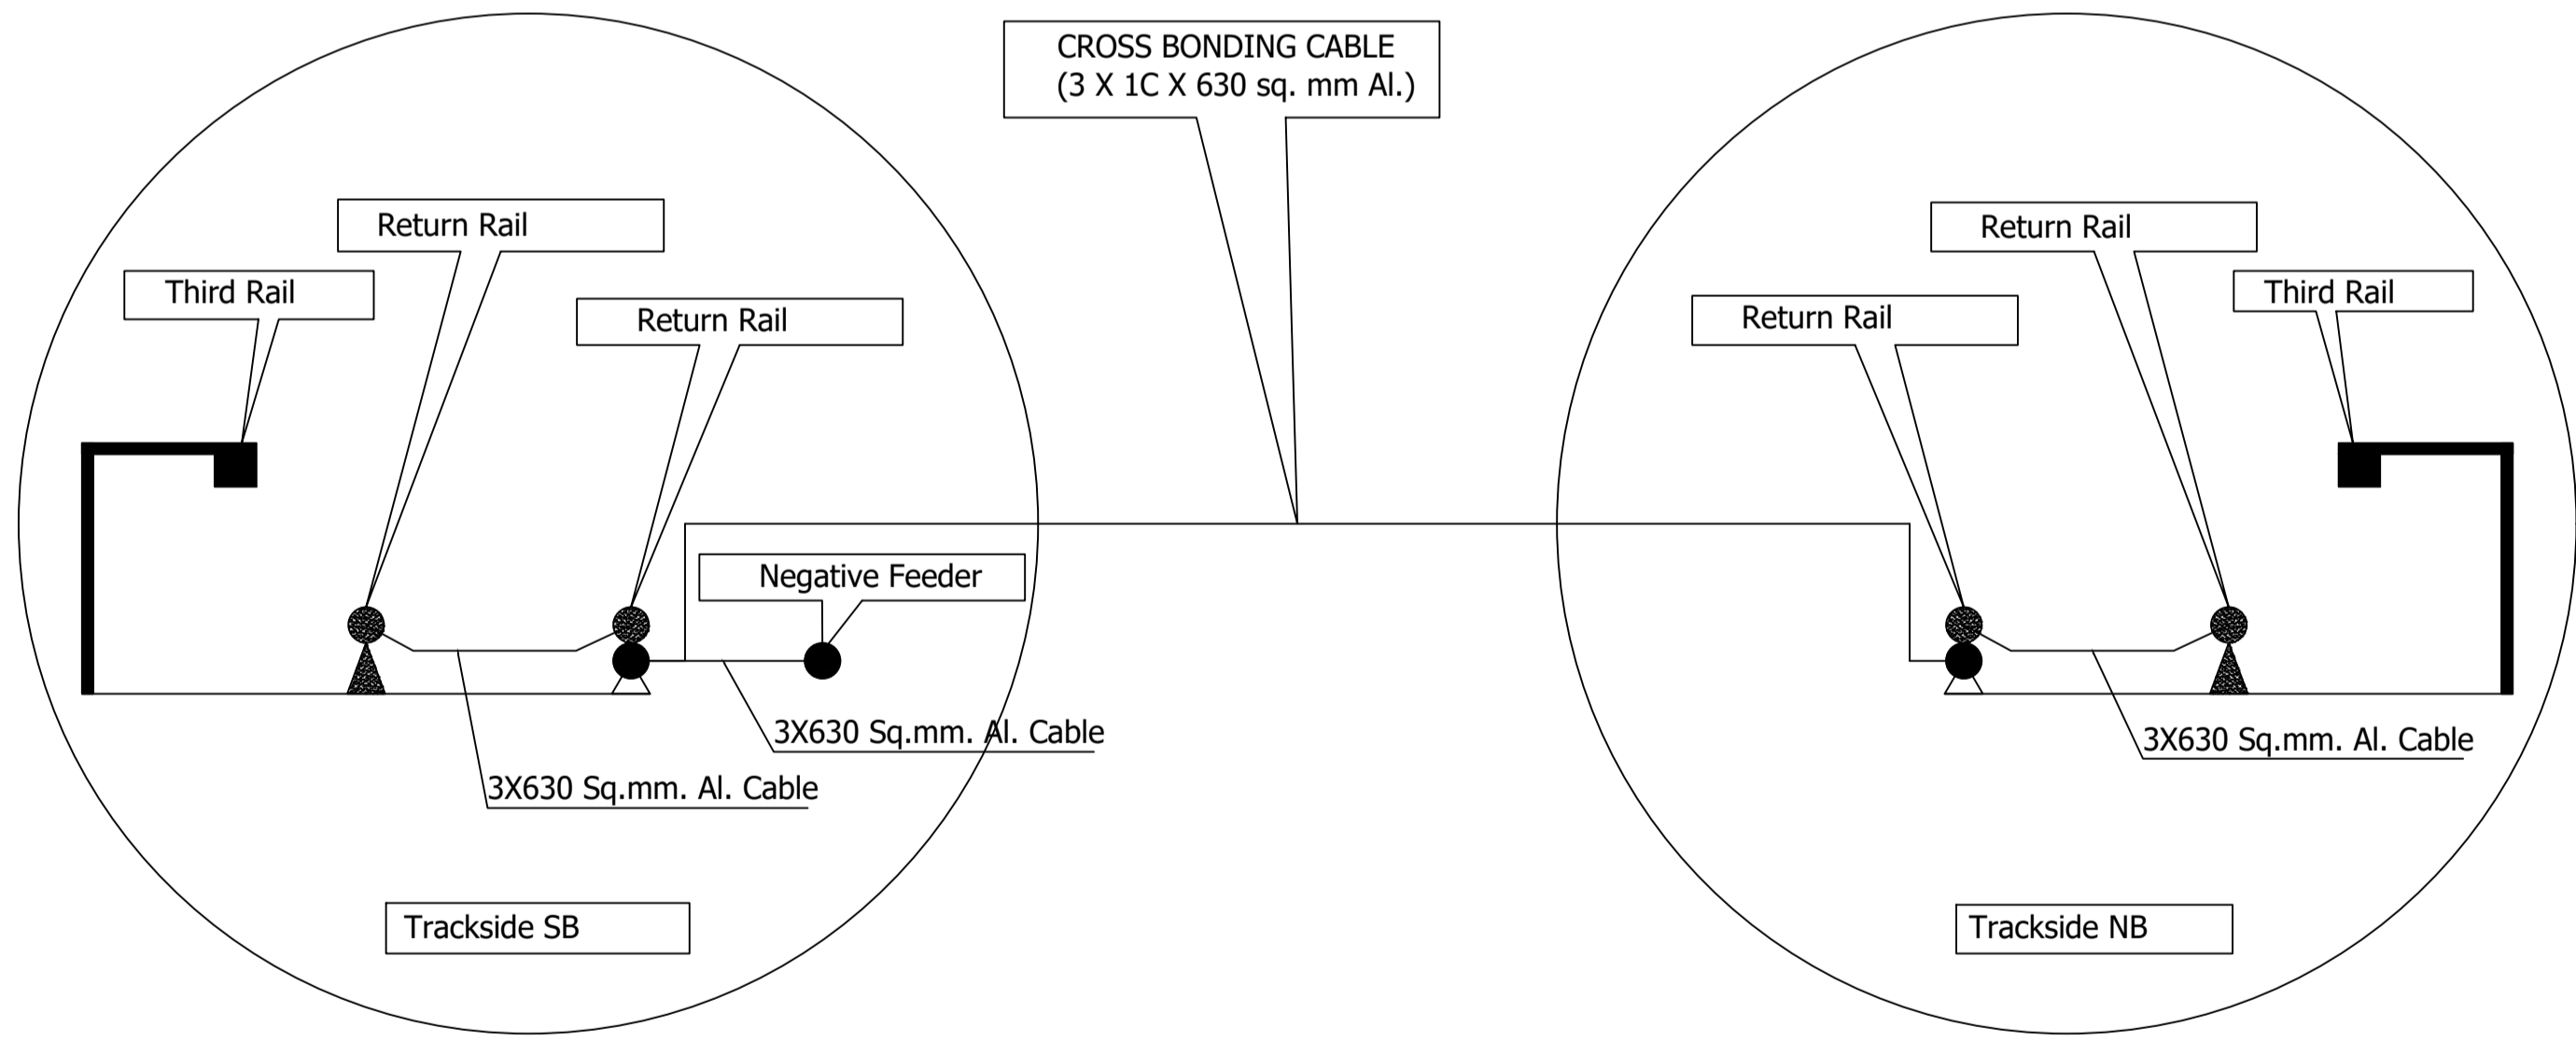 CROSS BONDING CABLE
(3 X 1C X 630 sq. mm Al.)
Return Rail
Third Rail
Return Rail
Negative Feeder
3X630 Sq.mm. Al. Cable
3X630 Sq.mm. Al. Cable
Trackside SB
Return Rail
Third Rail
Return Rail
3X630 Sq.mm. Al. Cable
Trackside NB